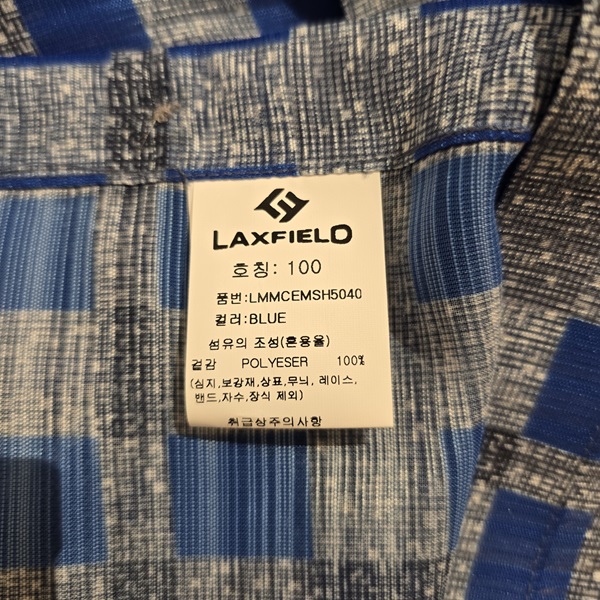 LAXFIELD
호칭: 100
품번:LMMCEMSH5040
컬러:BLUE
섬유의 조성(혼용율)
겉감 POLYESER 100%
(심지,보강재,상표,무늬, 레이스,
밴드,자수,장식 제외)
취급상주의사항